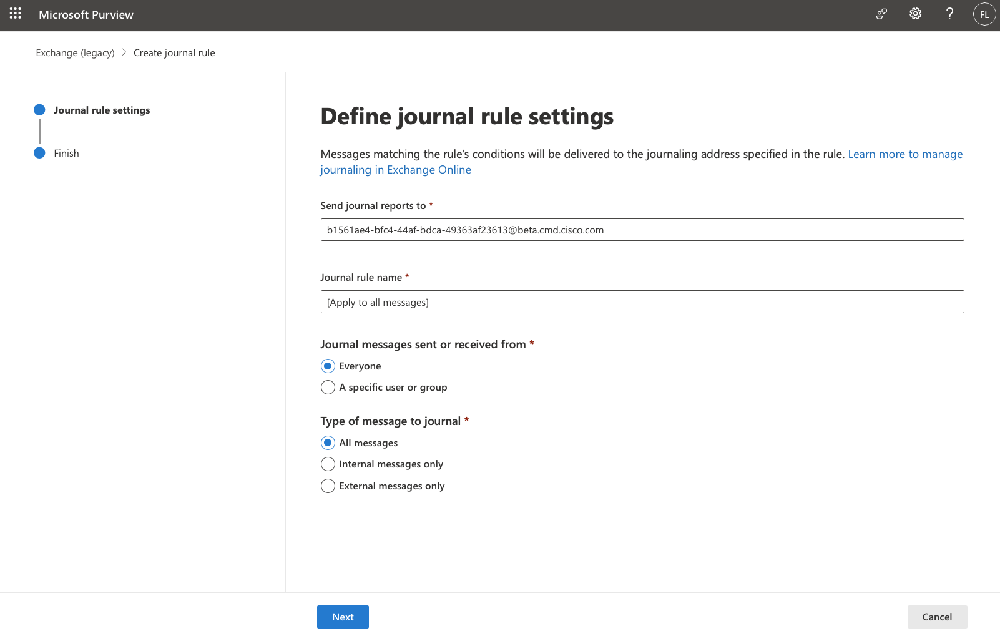 Microsoft Purview
FL
Exchange (legacy) > Create journal rule
Journal rule settings
Finish
Define journal rule settings
Messages matching the rule's conditions will be delivered to the journaling address specified in the rule. Learn more to manage
journaling in Exchange Online
Send journal reports to *
b1561ae4-bfc4-44af-bdca-49363af23613@beta.cmd.cisco.com
Journal rule name *
[Apply to all messages]
Journal messages sent or received from *
Everyone
A specific user or group
Type of message to journal *
All messages
Internal messages only
External messages only
Next
Cancel